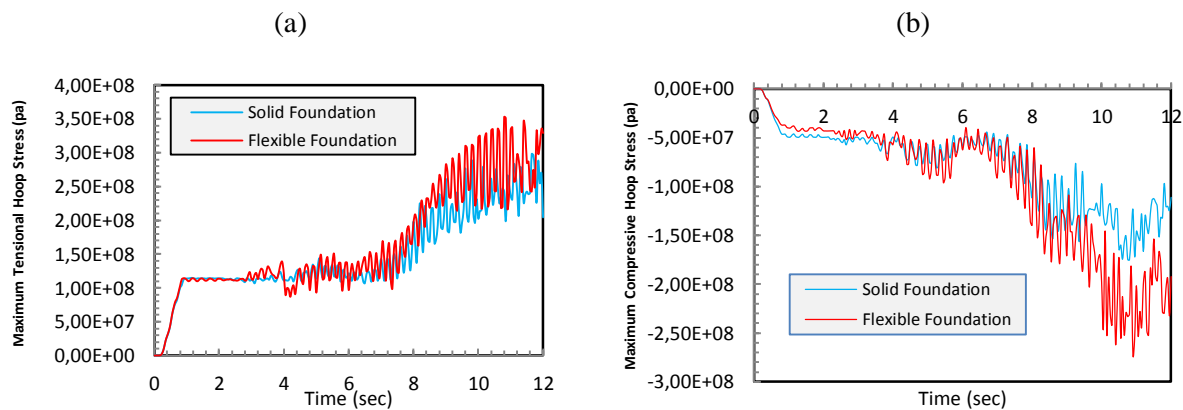 (a)
Maximum Tensional Hoop Stress (pa)
4,00E+08
3,50E+08
3,00E+08
2,50E+08
2,00E+08
1,50E+08
1,00E+08
5,00E+07
0,00E+00
Solid Foundation
Flexible Foundation
0 2 4 6 8 10 12
Time (sec)
(b)
Maximum Compressive Hoop Stress (pa)
0,00E+00
-5,00E+07
-1,00E+08
-1,50E+08
-2,00E+08
-2,50E+08
-3,00E+08
0 2 4 6 8 10 12
Solid Foundation
Flexible Foundation
Time (sec)